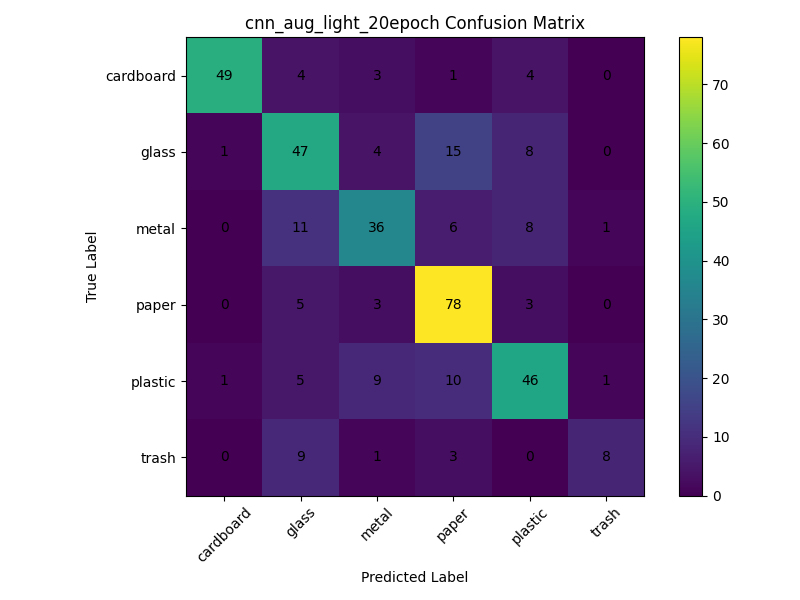 cnn_aug_light_20epoch Confusion Matrix
cardboard 49 4 3 1 4 0
glass 1 47 4 15 8 0
metal 0 11 36 6 8 1
paper 0 5 3 78 3 0
plastic 1 5 9 10 46 1
trash 0 9 1 3 0 8
True Label
cardboard glass metal paper plastic trash
Predicted Label
70
60
50
40
30
20
10
0